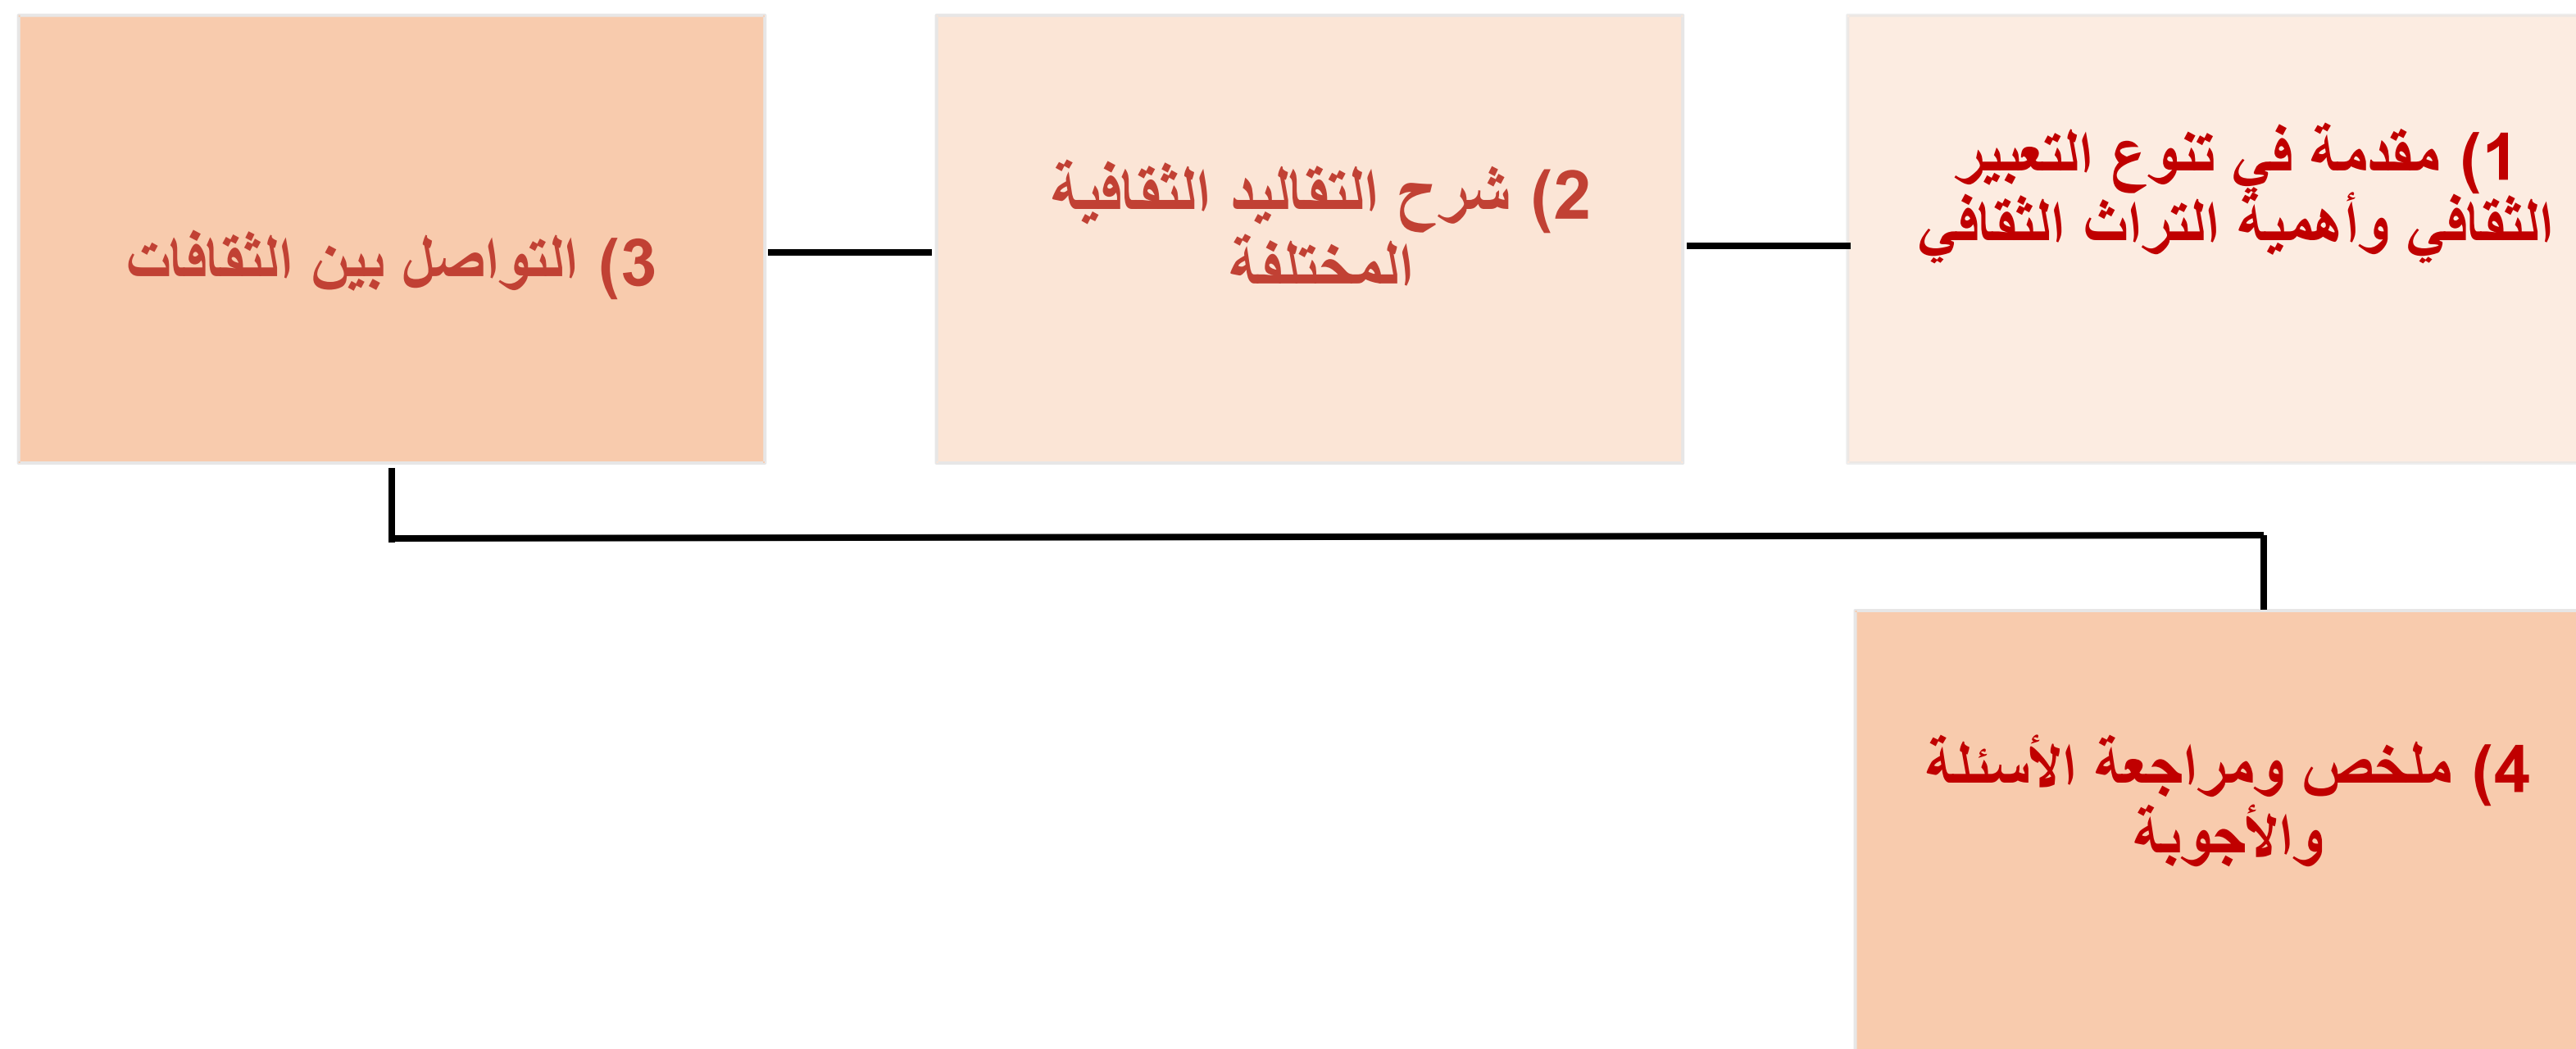 1) مقدمة في تنوع التعبير
الثقافي وأهمية التراث الثقافي
2) شرح التقاليد الثقافية
المختلفة
3) التواصل بين الثقافات
4) ملخص ومراجعة الأسئلة
والأجوبة